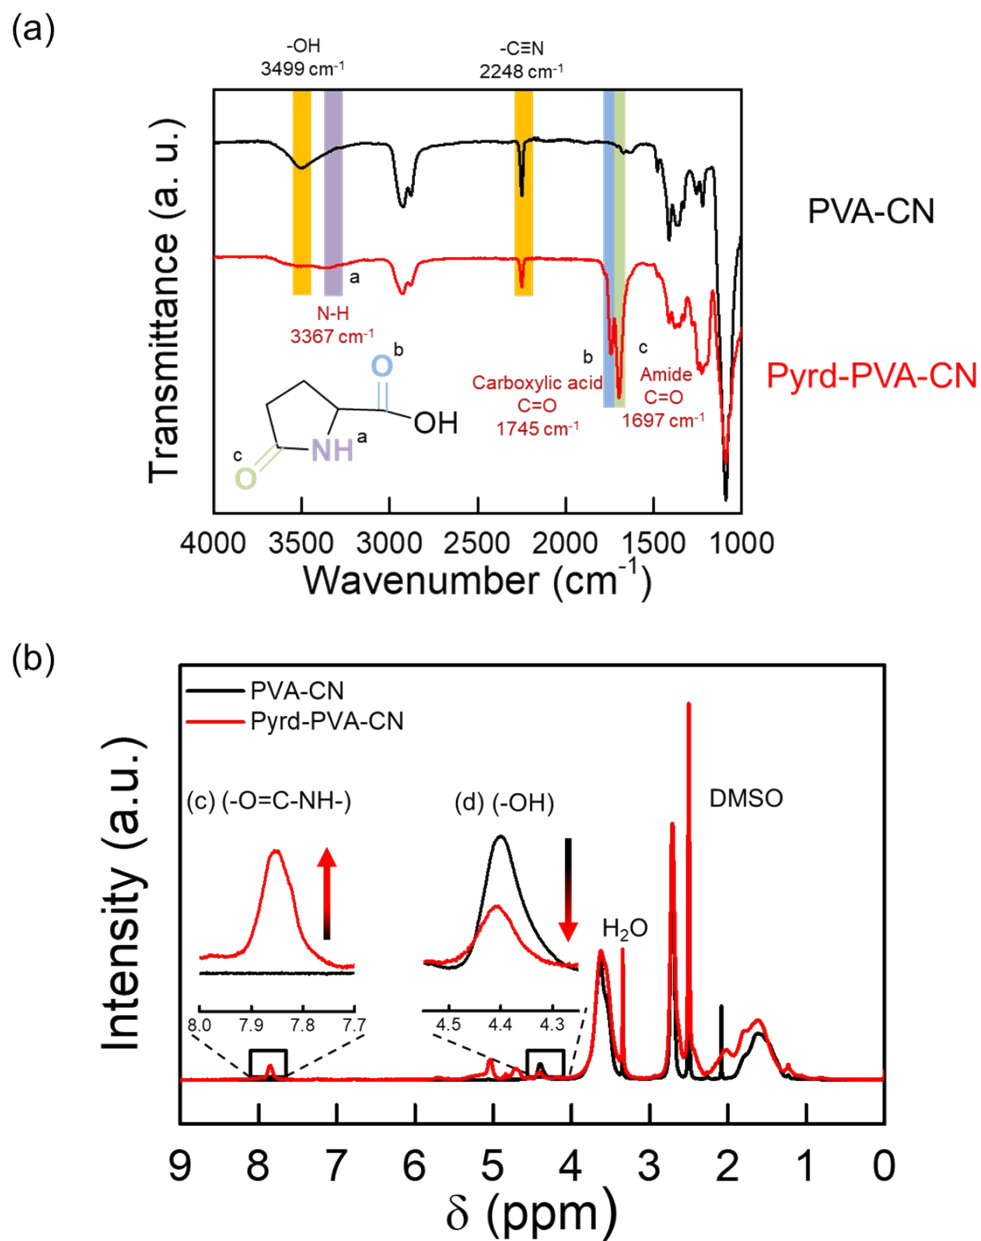 (a)
-OH
3499 cm-1
-C≡N
2248 cm-1
Transmittance (a. u.)
PVA-CN
a
N-H
3367 cm-1
b
O
OH
a
NH
c
O
b
Carboxylic acid
C=O
1745 cm-1
c
Amide
C=O
1697 cm-1
Pyrd-PVA-CN
4000 3500 3000 2500 2000 1500 1000
Wavenumber (cm-1)
(b)
PVA-CN
Pyrd-PVA-CN
Intensity (a.u.)
(c) (-O=C-NH-)
(d) (-OH)
DMSO
H2O
8.0 7.9 7.8 7.7
4.5 4.4 4.3
9 8 7 6 5 4 3 2 1 0
δ (ppm)